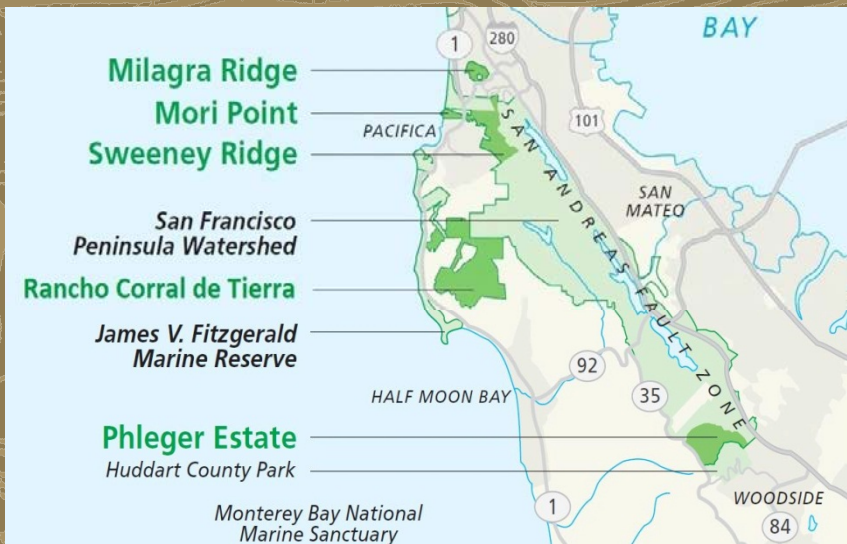 BAY
1
280
Milagra Ridge
Mori Point
PACIFICA
101
Sweeney Ridge
SAN ANDREAS FAULT ZONE
SAN
MATEO
San Francisco
Peninsula Watershed
Rancho Corral de Tierra
James V. Fitzgerald
Marine Reserve
92
HALF MOON BAY
35
Phleger Estate
Huddart County Park
WOODSIDE
Monterey Bay National
Marine Sanctuary
1
84